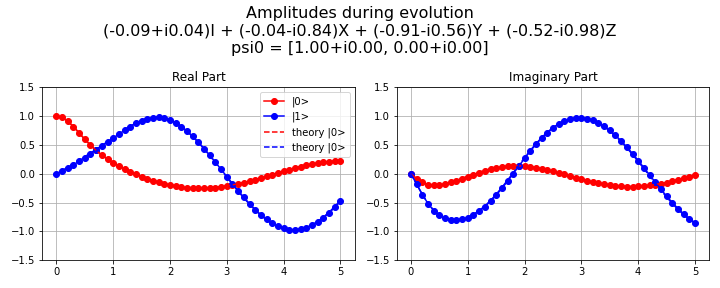 Amplitudes during evolution
(-0.09+i0.04)I + (-0.04-i0.84)X + (-0.91-i0.56)Y + (-0.52-i0.98)Z
psi0 = [1.00+i0.00, 0.00+i0.00]
Real Part
1.5
1.0
0.5
0.0
−0.5
−1.0
−1.5
0 1 2 3 4 5
|0>
|1>
theory |0>
theory |0>
Imaginary Part
1.5
1.0
0.5
0.0
−0.5
−1.0
−1.5
0 1 2 3 4 5